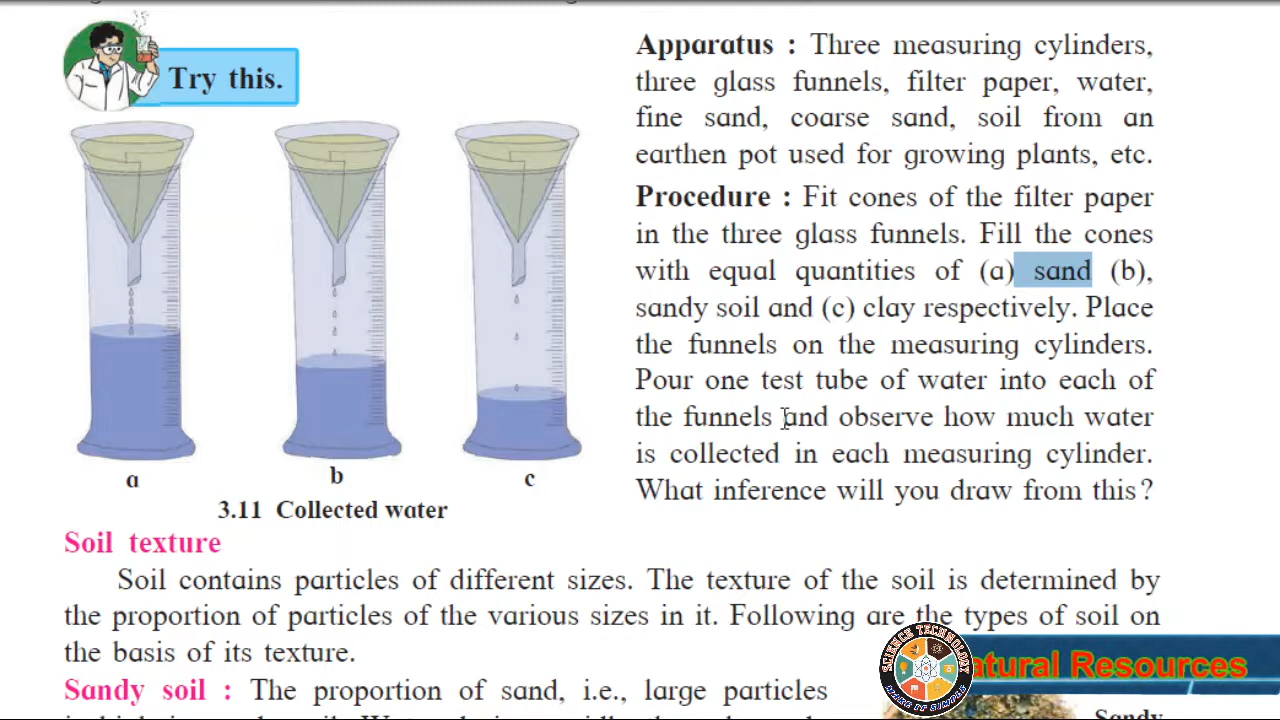 Try this.
a
b
c
3.11 Collected water
Apparatus : Three measuring cylinders,
three glass funnels, filter paper, water,
fine sand, coarse sand, soil from an
earthen pot used for growing plants, etc.
Procedure : Fit cones of the filter paper
in the three glass funnels. Fill the cones
with equal quantities of (a) sand (b),
sandy soil and (c) clay respectively. Place
the funnels on the measuring cylinders.
Pour one test tube of water into each of
the funnels and observe how much water
is collected in each measuring cylinder.
What inference will you draw from this?
Soil texture
Soil contains particles of different sizes. The texture of the soil is determined by
the proportion of particles of the various sizes in it. Following are the types of soil on
the basis of its texture.
Sandy soil : The proportion of sand, i.e., large particles
Sandy
SCIENCE TECHNOLOGY
MAKE IT SIMPLE
Natural Resources